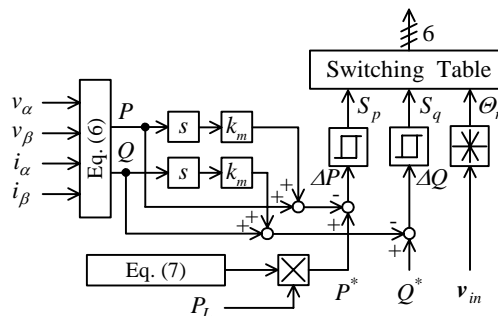 6
Switching Table
S_p S_q Θ_n
v_α
v_β
i_α
i_β
Eq. (6)
P
Q
s k_m
s k_m
ΔP ΔQ
+ + -
+ + -
+ +
Eq. (7)
P_L
P^* Q^* v_in